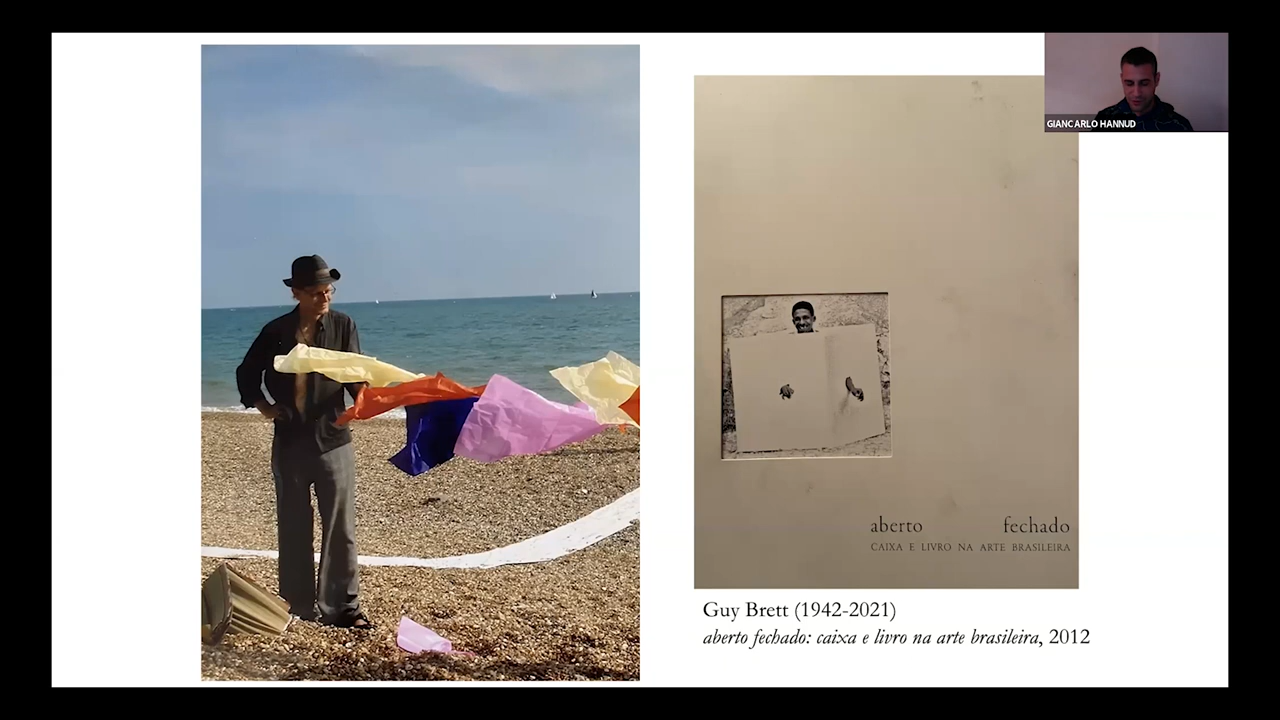 GIANCARLO HANNUD
aberto fechado
CAIXA E LIVRO NA ARTE BRASILEIRA
Guy Brett (1942-2021)
aberto fechado: caixa e livro na arte brasileira, 2012